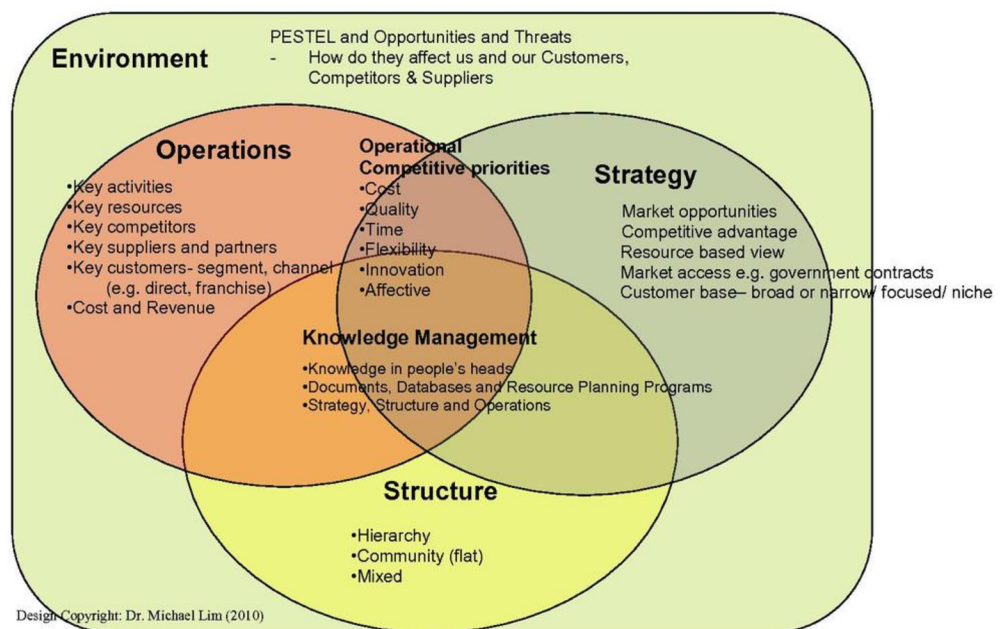 Environment
PESTEL and Opportunities and Threats
- How do they affect us and our Customers,
Competitors & Suppliers
Operations
•Key activities
•Key resources
•Key competitors
•Key suppliers and partners
•Key customers- segment, channel
(e.g. direct, franchise)
•Cost and Revenue
Operational
Competitive priorities
•Cost
•Quality
•Time
•Flexibility
•Innovation
•Affective
Strategy
Market opportunities
Competitive advantage
Resource based view
Market access e.g. government contracts
Customer base– broad or narrow/ focused/ niche
Knowledge Management
•Knowledge in people's heads
•Documents, Databases and Resource Planning Programs
•Strategy, Structure and Operations
Structure
•Hierarchy
•Community (flat)
•Mixed
Design Copyright: Dr. Michael Lim (2010)